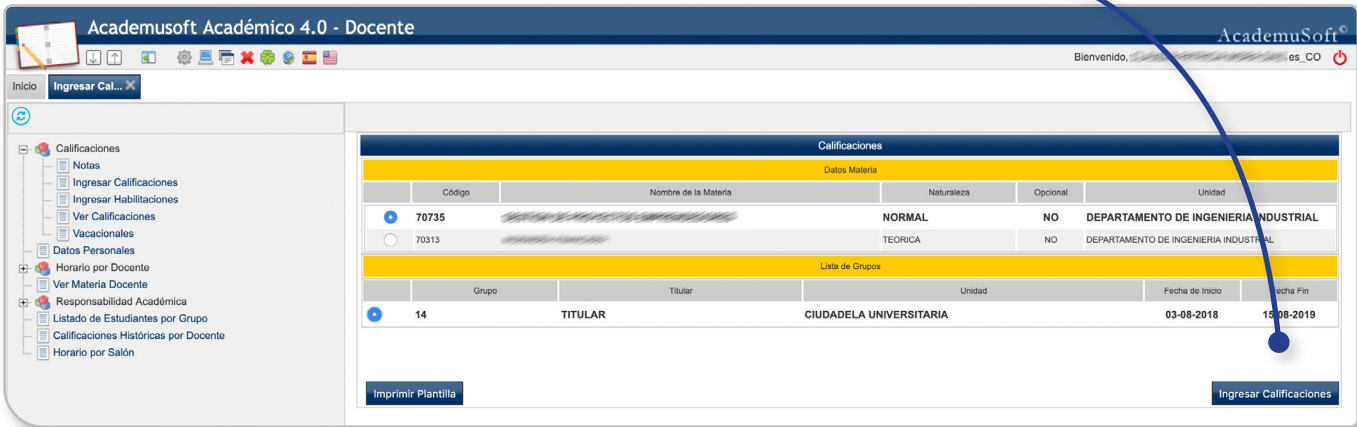 Academusoft Académico 4.0 - Docente
AcademuSoft©
Bienvenido, es_CO
Inicio Ingresar Cal...
Calificaciones
Notas
Ingresar Calificaciones
Ingresar Habilitaciones
Ver Calificaciones
Vacacionales
Datos Personales
Horario por Docente
Ver Materia Docente
Responsabilidad Académica
Listado de Estudiantes por Grupo
Calificaciones Históricas por Docente
Horario por Salón
Calificaciones
Datos Materia
Código Nombre de la Materia Naturaleza Opcional Unidad
70735 NORMAL NO DEPARTAMENTO DE INGENIERIA INDUSTRIAL
70313 TEORICA NO DEPARTAMENTO DE INGENIERIA INDUSTRIAL
Lista de Grupos
Grupo Titular Unidad Fecha de Inicio Fecha Fin
14 TITULAR CIUDADELA UNIVERSITARIA 03-08-2018 15-08-2019
Imprimir Plantilla Ingresar Calificaciones